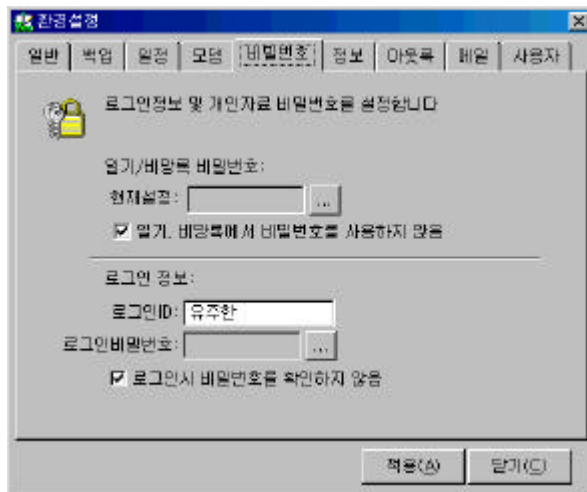 환경설정
일반 백업 일정 모뎀 비밀번호 정보 아웃룩 메일 사용자
로그인정보 및 개인자료 비밀번호를 설정합니다
일기/비망록 비밀번호:
현재설정: ...
일기, 비망록에서 비밀번호를 사용하지 않음
로그인 정보:
로그인ID: 유주한
로그인비밀번호: ...
로그인시 비밀번호를 확인하지 않음
적용(A) 닫기(C)